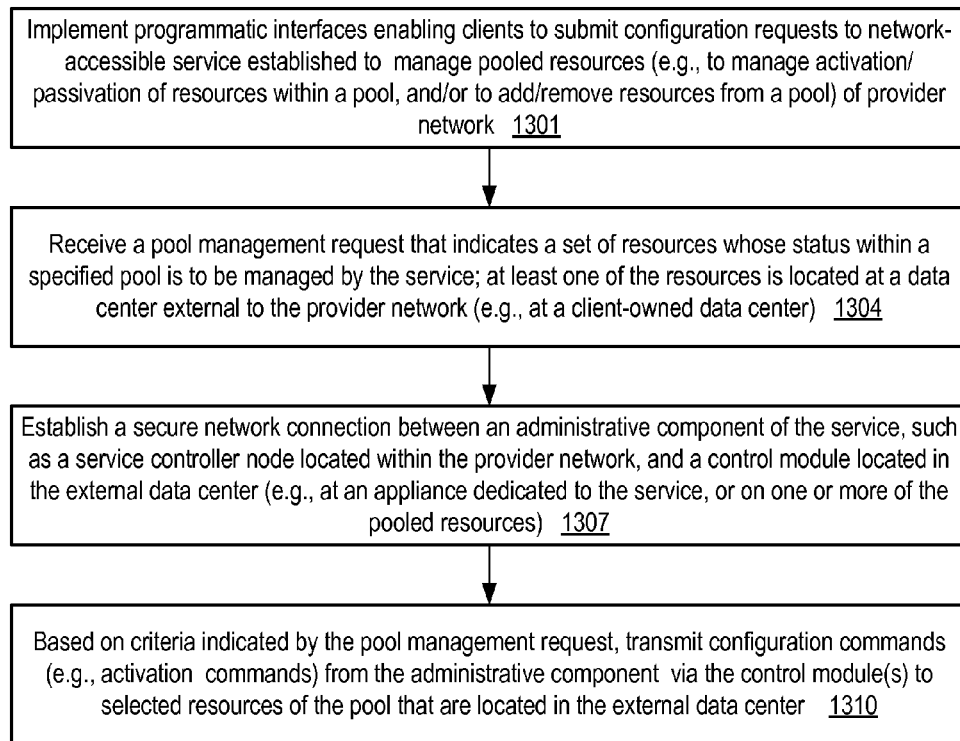 Implement programmatic interfaces enabling clients to submit configuration requests to network-
accessible service established to manage pooled resources (e.g., to manage activation/
passivation of resources within a pool, and/or to add/remove resources from a pool) of provider
network 1301
Receive a pool management request that indicates a set of resources whose status within a
specified pool is to be managed by the service; at least one of the resources is located at a data
center external to the provider network (e.g., at a client-owned data center) 1304
Establish a secure network connection between an administrative component of the service, such
as a service controller node located within the provider network, and a control module located in
the external data center (e.g., at an appliance dedicated to the service, or on one or more of the
pooled resources) 1307
Based on criteria indicated by the pool management request, transmit configuration commands
(e.g., activation commands) from the administrative component via the control module(s) to
selected resources of the pool that are located in the external data center 1310